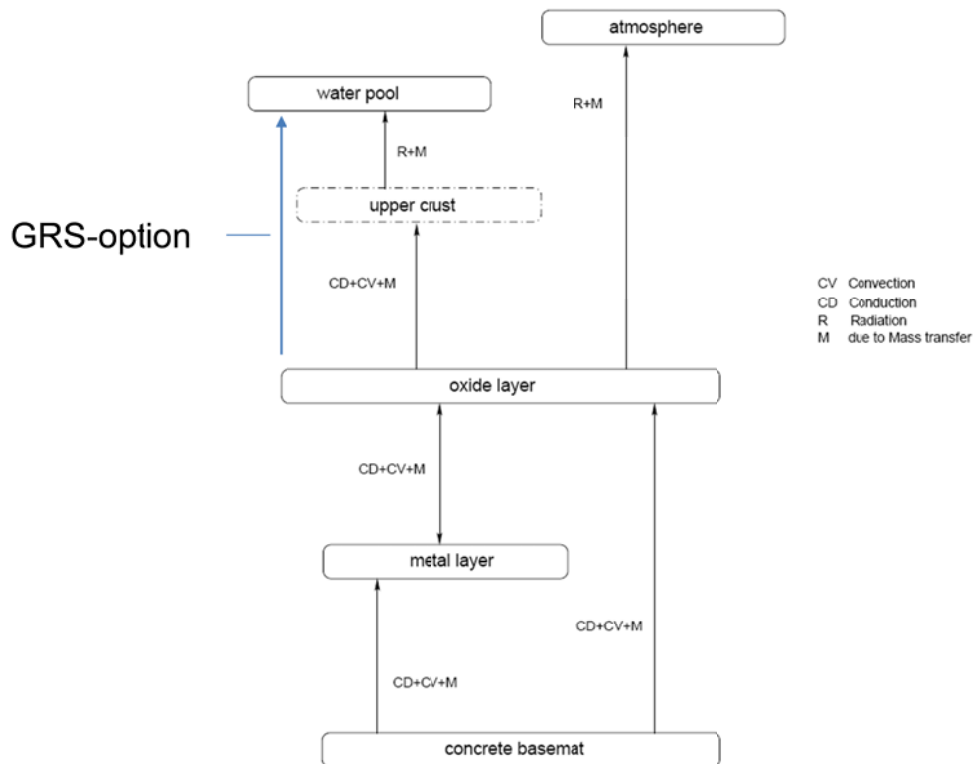 atmosphere
water pool
R+M
R+M
upper crust
GRS-option
CD+CV+M
CV Convection
CD Conduction
R Radiation
M due to Mass transfer
oxide layer
CD+CV+M
metal layer
CD+CV+M
CD+CV+M
concrete basemat